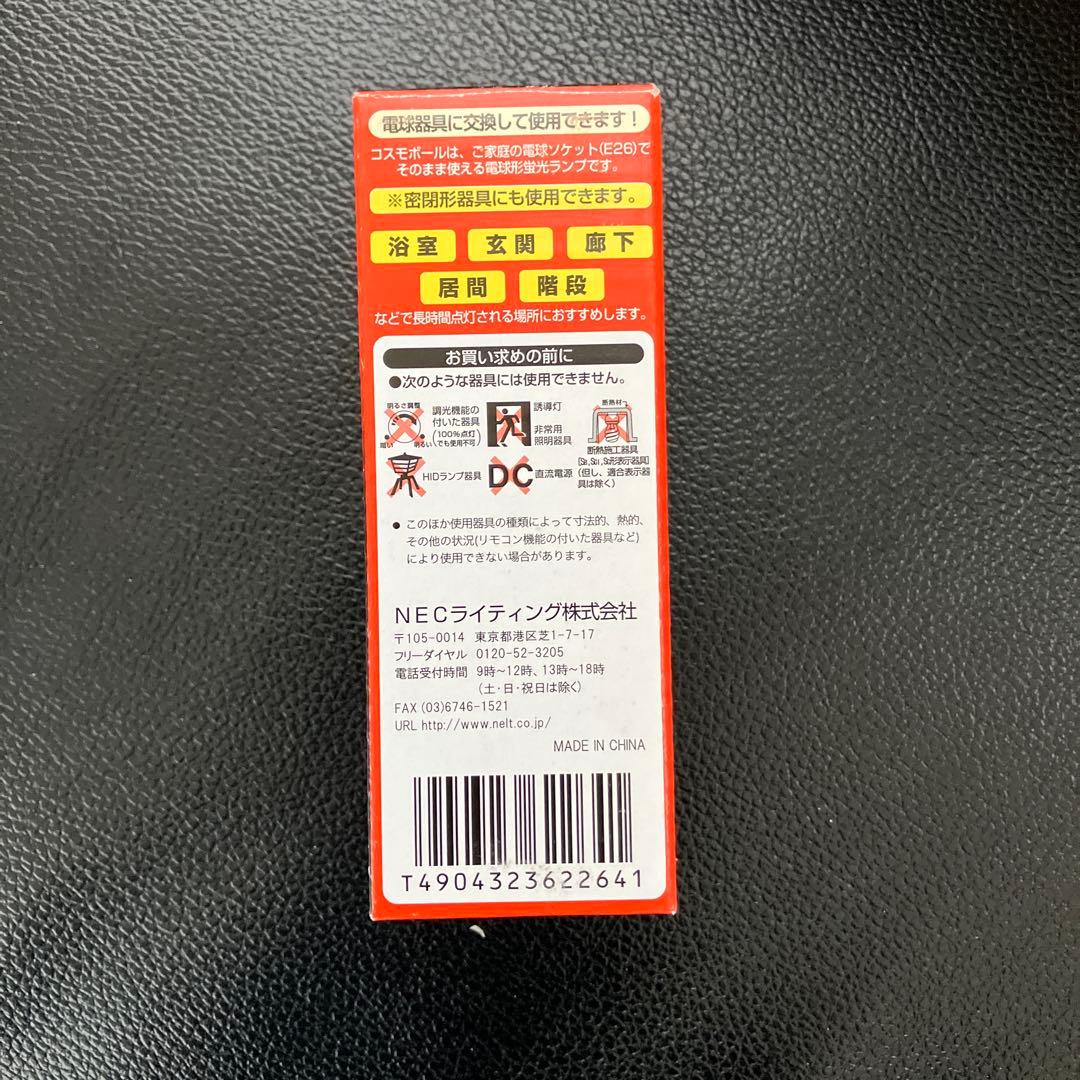 電球器具に交換して使用できます！
コスモボールは、ご家庭の電球ソケット(E26)で
そのまま使える電球形蛍光ランプです。
※密閉形器具にも使用できます。
浴室 玄関 廊下
居間 階段
などで長時間点灯される場所におすすめします。
お買い求めの前に
●次のような器具には使用できません。
明るさ調整
暗い 明るい
調光機能の
付いた器具
(100%点灯
でも使用不可)
誘導灯
非常用
照明器具
断熱材
断熱施工器具
(但し、適合表示器
具は除く)
HIDランプ器具
DC 直流電源
● このほか使用器具の種類によって寸法的、熱的、
その他の状況(リモコン機能の付いた器具など)
により使用できない場合があります。
NECライティング株式会社
〒105-0014 東京都港区芝1-7-17
フリーダイヤル 0120-52-3205
電話受付時間 9時～12時、13時～18時
(土・日・祝日は除く)
FAX (03)6746-1521
URL http://www.nelt.co.jp/
MADE IN CHINA
T4904323622641